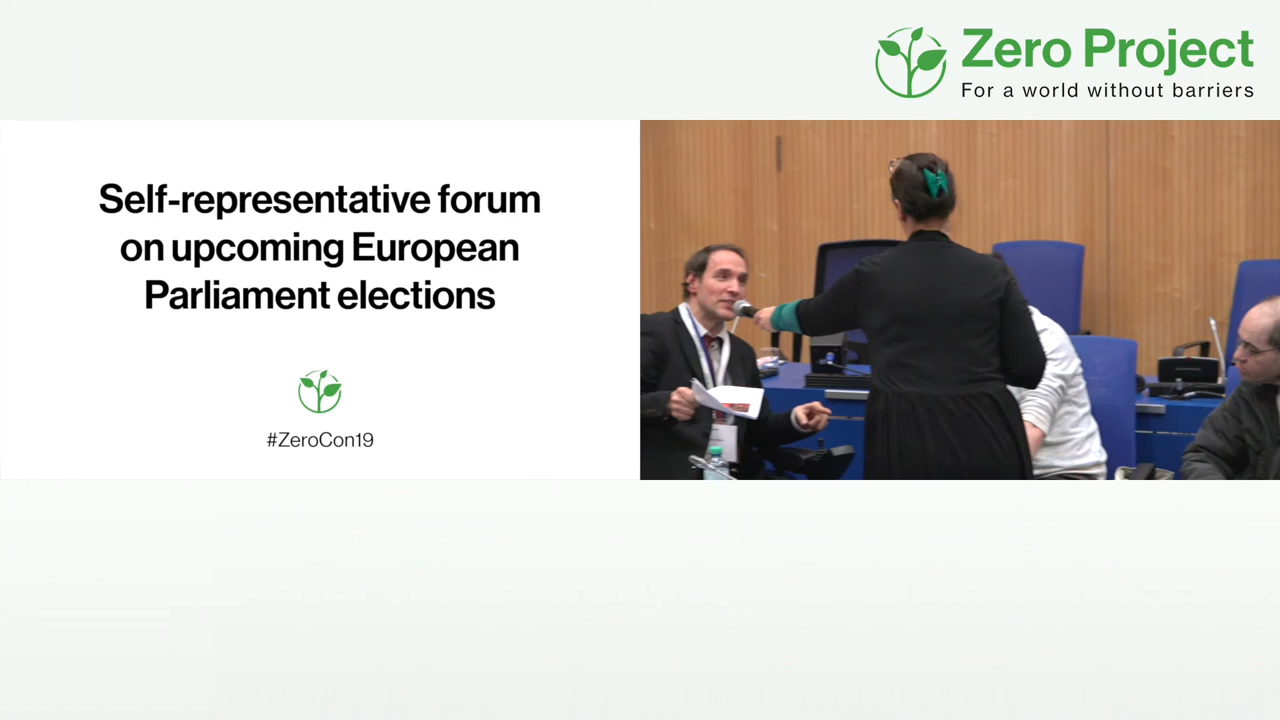 Zero Project
For a world without barriers
Self-representative forum
on upcoming European
Parliament elections
#ZeroCon19